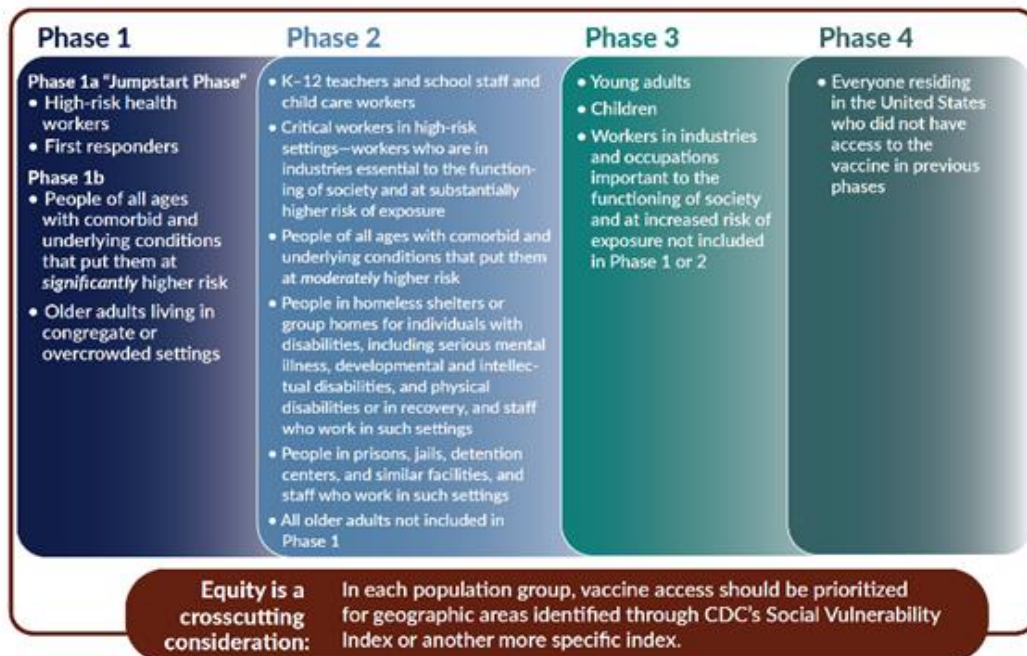 Phase 1
Phase 1a "Jumpstart Phase"
• High-risk health
workers
• First responders
Phase 1b
• People of all ages
with comorbid and
underlying conditions
that put them at
significantly higher risk
• Older adults living in
congregate or
overcrowded settings
Phase 2
• K–12 teachers and school staff and
child care workers
• Critical workers in high-risk
settings—workers who are in
industries essential to the function-
ing of society and at substantially
higher risk of exposure
• People of all ages with comorbid and
underlying conditions that put them
at moderately higher risk
• People in homeless shelters or
group homes for individuals with
disabilities, including serious mental
illness, developmental and intellec-
tual disabilities, and physical
disabilities or in recovery, and staff
who work in such settings
• People in prisons, jails, detention
centers, and similar facilities, and
staff who work in such settings
• All older adults not included in
Phase 1
Phase 3
• Young adults
• Children
• Workers in industries
and occupations
important to the
functioning of society
and at increased risk of
exposure not included
in Phase 1 or 2
Phase 4
• Everyone residing
in the United States
who did not have
access to the
vaccine in previous
phases
Equity is a
crosscutting
consideration:
In each population group, vaccine access should be prioritized
for geographic areas identified through CDC's Social Vulnerability
Index or another more specific index.